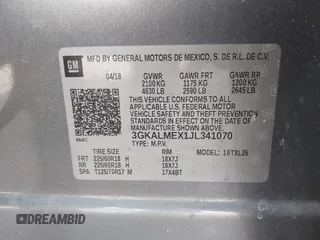 GM
MFD BY GENERAL MOTORS DE MEXICO, S. DE R.L. DE C.V.
04/18 GVWR GAWR FRT GAWR RR
2100 KG 1175 KG 1200 KG
4630 LB 2590 LB 2645 LB
THIS VEHICLE CONFORMS TO ALL APPLICABLE U.S. FEDERAL
MOTOR VEHICLE SAFETY, BUMPER, AND THEFT PREVENTION
STANDARDS IN EFFECT ON THE DATE OF MANUFACTURE SHOWN ABOVE.
3GKALMEX1JL341070
TYPE: M.P.V. MODEL: 10TXL26
TIRE SIZE RIM
FRT 225/60R18 H 18X7J
RR 225/60R18 H 18X7J
SPA T125/70R17 M 17X4BT
DREAMBID